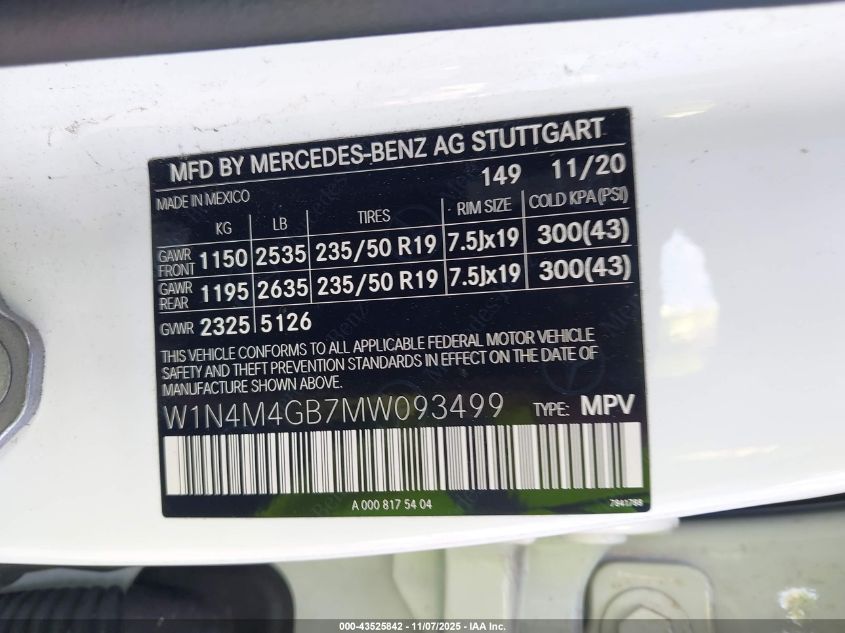 MFD BY MERCEDES-BENZ AG STUTTGART
MADE IN MEXICO 149 11/20
KG LB TIRES RIM SIZE COLD KPA(PSI)
GAWR FRONT 1150 2535 235/50 R19 7.5Jx19 300(43)
GAWR REAR 1195 2635 235/50 R19 7.5Jx19 300(43)
GVWR 2325 5126
THIS VEHICLE CONFORMS TO ALL APPLICABLE FEDERAL MOTOR VEHICLE
SAFETY AND THEFT PREVENTION STANDARDS IN EFFECT ON THE DATE OF
MANUFACTURE SHOWN ABOVE.
W1N4M4GB7MW093499 TYPE: MPV
A 000 817 54 04
000-43525842 - 11/07/2025 - IAA Inc.